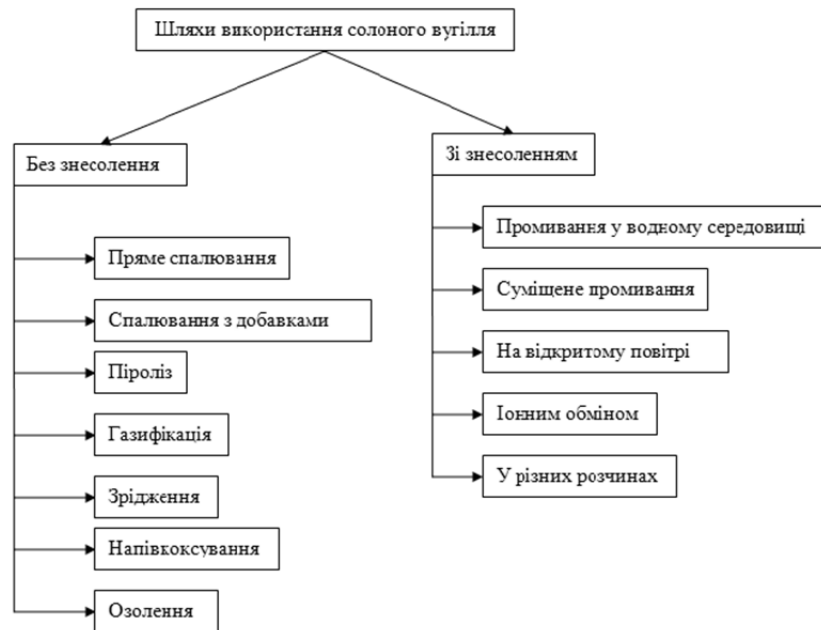 Шляхи використання солоного вугілля
Без знесолення
Пряме спалювання
Спалювання з добавками
Піроліз
Газифікація
Зрідження
Напівкоксування
Озолення
Зі знесоленням
Промивання у водному середовищі
Суміщене промивання
На відкритому повітрі
Іонним обміном
У різних розчинах